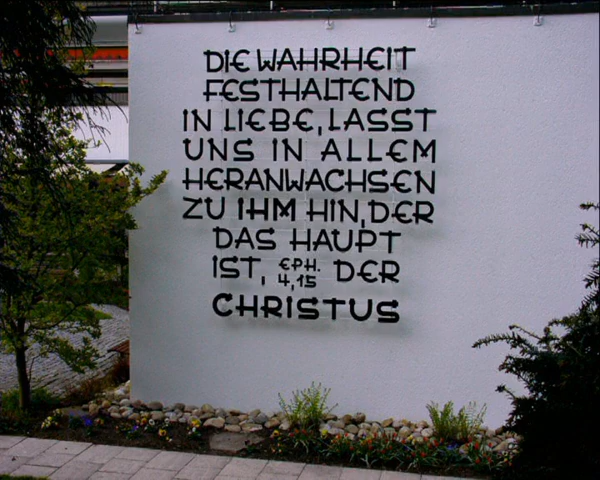 DIE WAHRHEIT
FESTHALTEND
IN LIEBE, LASST
UNS IN ALLEM
HERANWACHSEN
ZU IHM HIN, DER
DAS HAUPT
IST, EPH. 4,15 DER
CHRISTUS